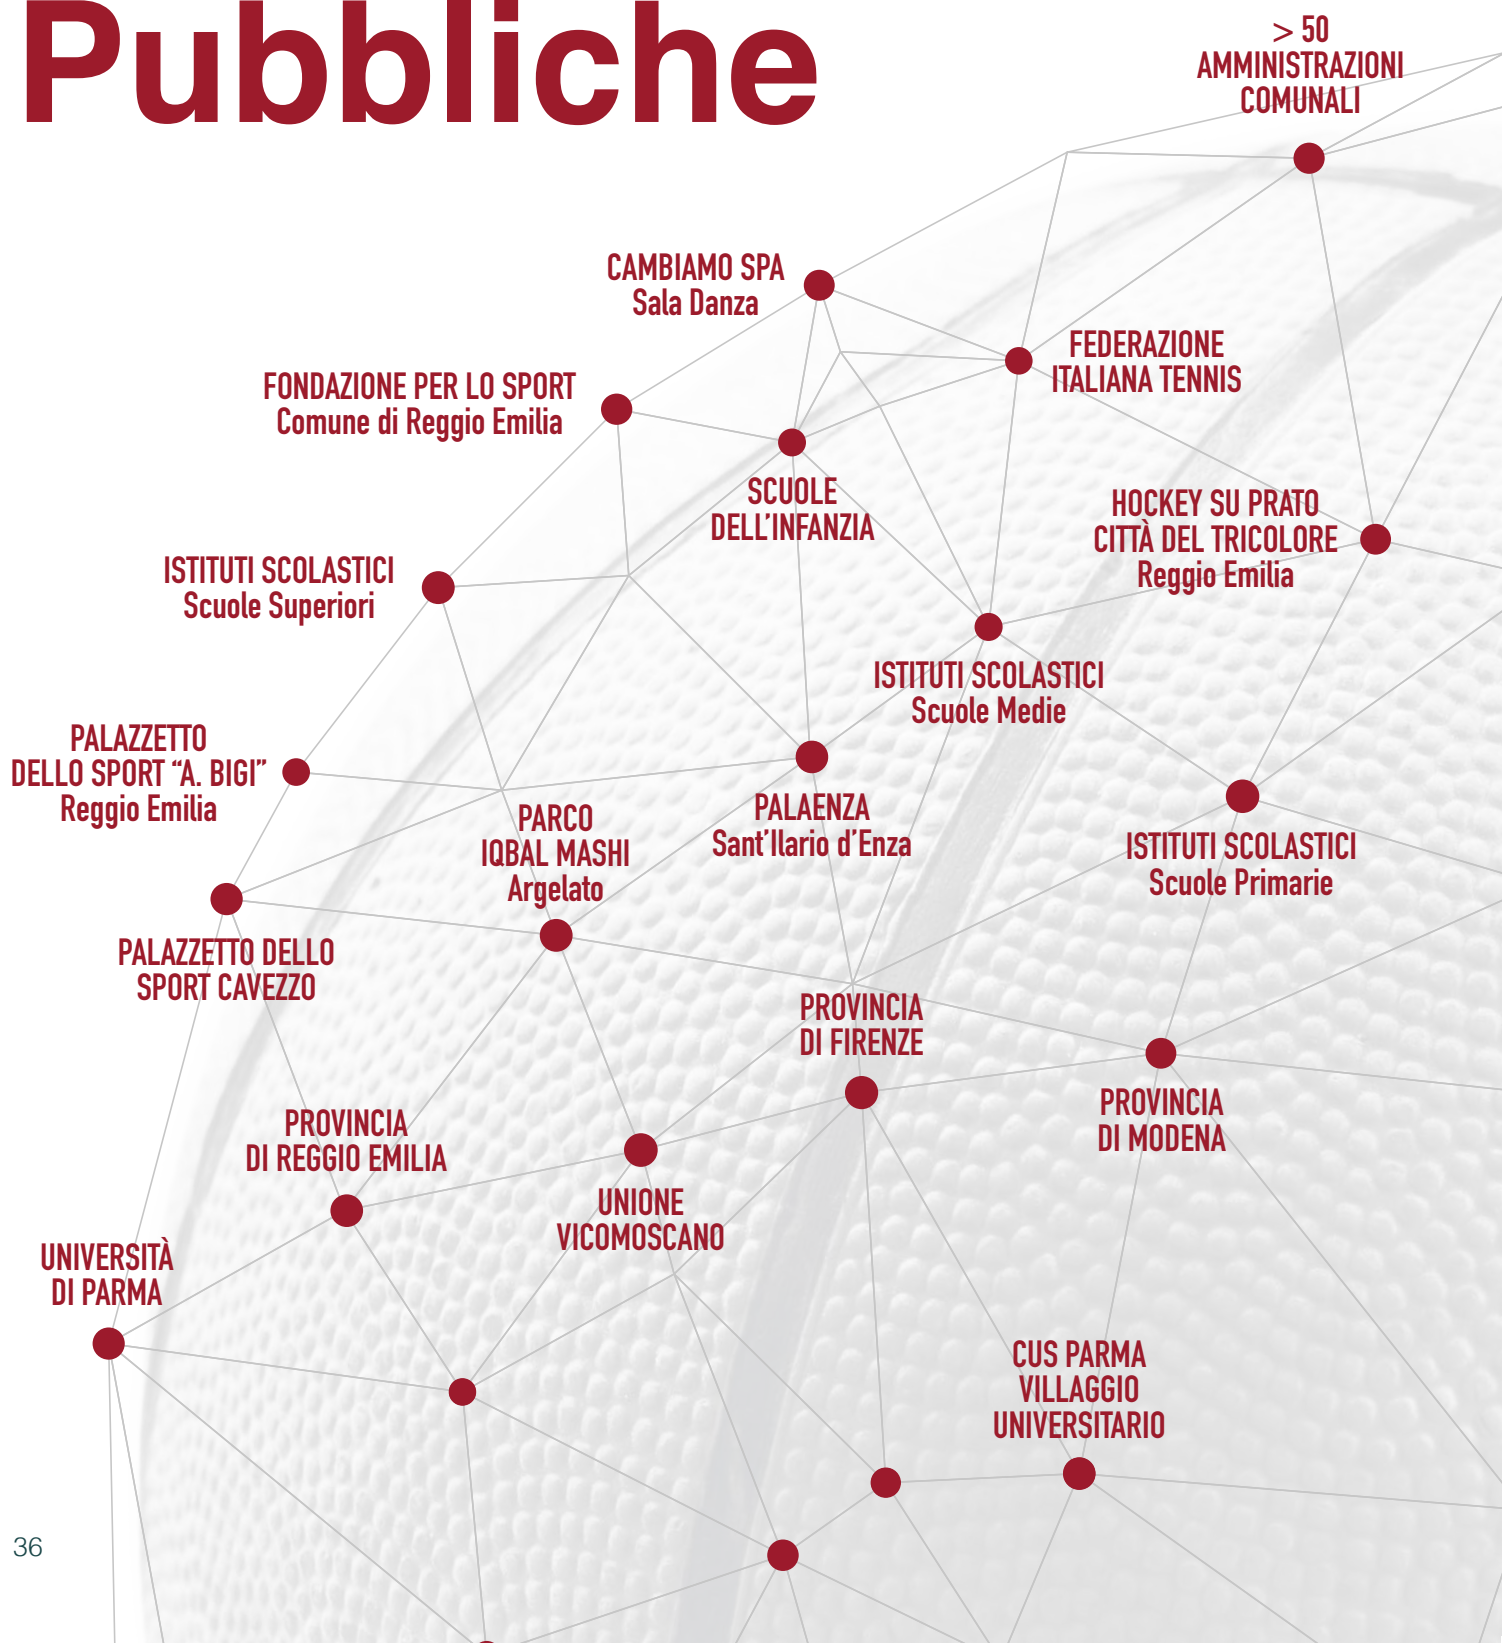 Pubbliche
> 50
AMMINISTRAZIONI
COMUNALI
CAMBIAMO SPA
Sala Danza
FEDERAZIONE
ITALIANA TENNIS
FONDAZIONE PER LO SPORT
Comune di Reggio Emilia
SCUOLE
DELL’INFANZIA
HOCKEY SU PRATO
CITTÀ DEL TRICOLORE
Reggio Emilia
ISTITUTI SCOLASTICI
Scuole Superiori
ISTITUTI SCOLASTICI
Scuole Medie
PALAZZETTO
DELLO SPORT “A. BIGI”
Reggio Emilia
PARCO
IQBAL MASHI
Argelato
PALAENZA
Sant’Ilario d’Enza
ISTITUTI SCOLASTICI
Scuole Primarie
PALAZZETTO DELLO
SPORT CAVEZZO
PROVINCIA
DI FIRENZE
PROVINCIA
DI MODENA
PROVINCIA
DI REGGIO EMILIA
UNIONE
VICOMOSCANO
UNIVERSITÀ
DI PARMA
CUS PARMA
VILLAGGIO
UNIVERSITARIO
36